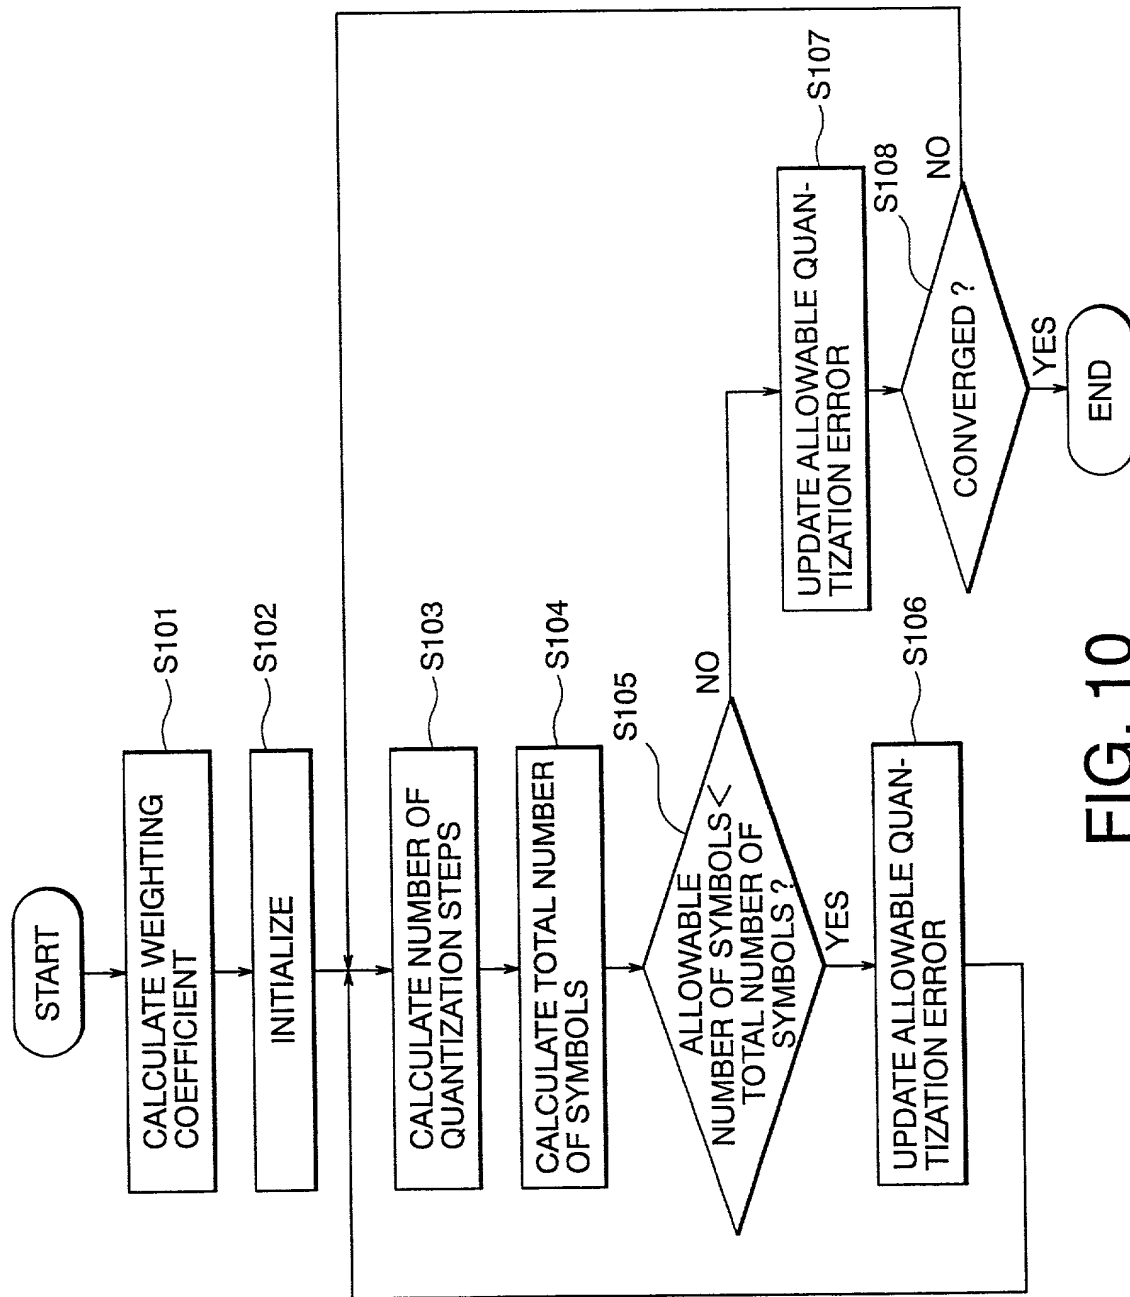 START
CALCULATE WEIGHTING
COEFFICIENT
S101
INITIALIZE
S102
CALCULATE NUMBER OF
QUANTIZATION STEPS
S103
CALCULATE TOTAL NUMBER
OF SYMBOLS
S104
ALLOWABLE
NUMBER OF SYMBOLS <
TOTAL NUMBER OF
SYMBOLS ?
S105
NO
YES
UPDATE ALLOWABLE QUAN-
TIZATION ERROR
S106
UPDATE ALLOWABLE QUAN-
TIZATION ERROR
S107
CONVERGED ?
S108
NO
YES
END
FIG. 10